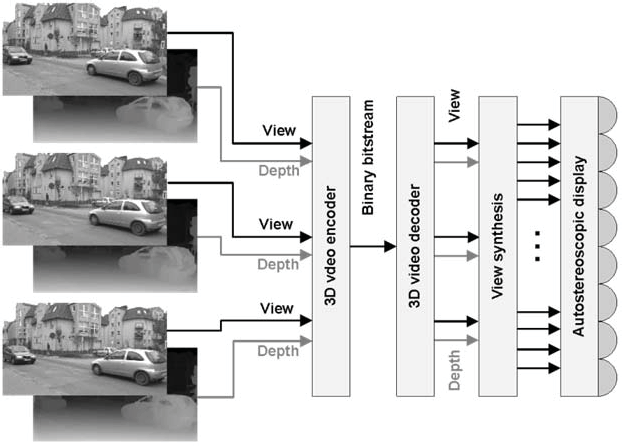 View
Depth
View
Depth
View
Depth
3D vdeo encoder
Binary bitstream
3D video decoder
View
Depth
View synthesis
...
Autostereoscopic display